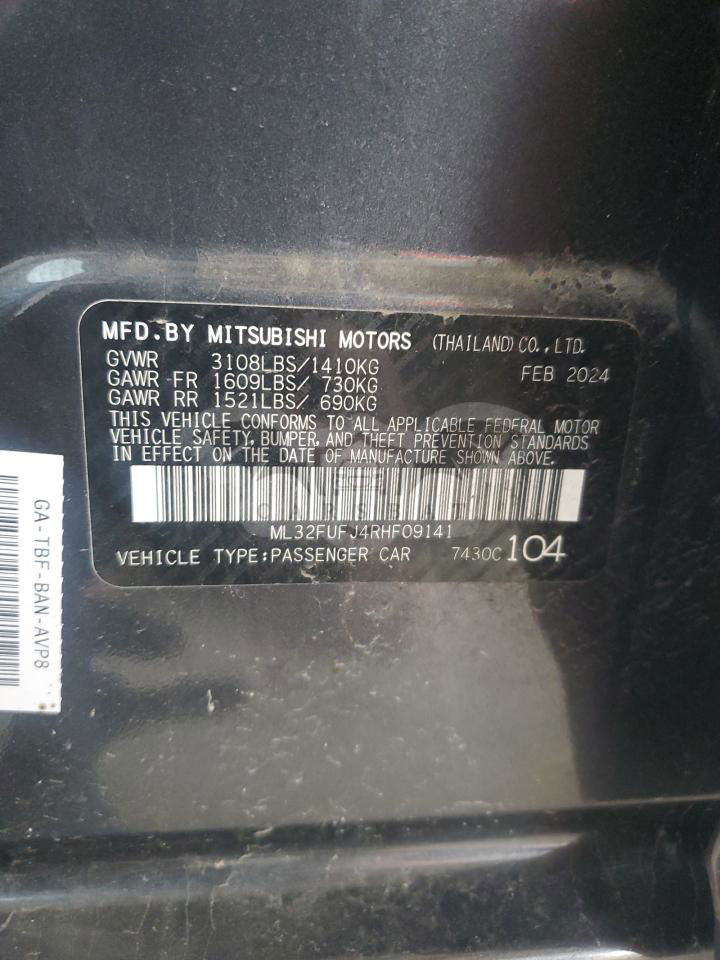 MFD.BY MITSUBISHI MOTORS (THAILAND)CO.,LTD.
GVWR 3108LBS/1410KG FEB 2024
GAWR FR 1609LBS/ 730KG
GAWR RR 1521LBS/ 690KG
THIS VEHICLE CONFORMS TO ALL APPLICABLE FEDERAL MOTOR
VEHICLE SAFETY, BUMPER, AND THEFT PREVENTION STANDARDS
IN EFFECT ON THE DATE OF MANUFACTURE SHOWN ABOVE.
ML32FUFJ4RHF09141
VEHICLE TYPE:PASSENGER CAR 7430C 104
GA-TBF-BAN-AVP8